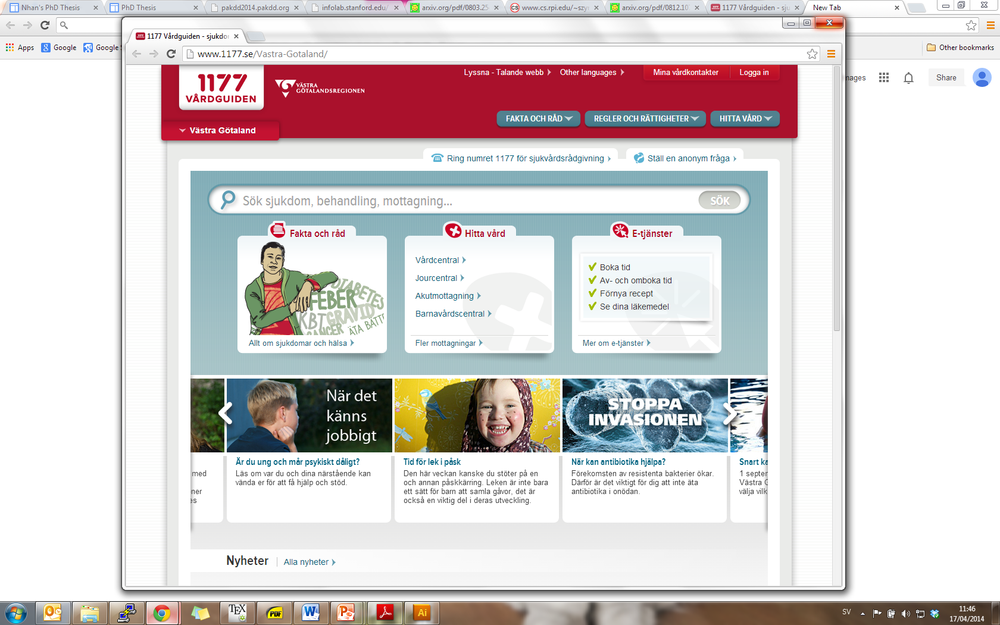 Nhan's PhD Thesis
PhD Thesis
pakdd2014.pakdd.org
infolab.stanford.edu/
arxiv.org/pdf/0803.25
www.cs.rpi.edu/~szy
arxiv.org/pdf/0812.10
1177 Vårdguiden - sju
New Tab
Apps
Google
Google
Other bookmarks
Share
1177 Vårdguiden - sjukdo
www.1177.se/Vastra-Gotaland/
1177
VÅRDGUIDEN
VÄSTRA
GÖTALANDSREGIONEN
Lyssna - Talande webb
Other languages
Mina vårdkontakter
Logga in
FAKTA OCH RÅD
REGLER OCH RÄTTIGHETER
HITTA VÅRD
Västra Götaland
Ring numret 1177 för sjukvårdsrådgivning
Ställ en anonym fråga
Sök sjukdom, behandling, mottagning...
SÖK
Fakta och råd
DIABETES
FEBER
KBT
GRAVID
CANCER
ÄTA
Allt om sjukdomar och hälsa
Hitta vård
Vårdcentral
Jourcentral
Akutmottagning
Barnavårdscentral
Fler mottagningar
E-tjänster
Boka tid
Av- och omboka tid
Förnya recept
Se dina läkemedel
Mer om e-tjänster
När det
känns
jobbigt
STOPPA
INVASIONEN
med
ner
es
Är du ung och mår psykiskt dåligt?
Läs om var du och dina närstående kan
vända er för att få hjälp och stöd.
Tid för lek i påsk
Den här veckan kanske du stöter på en
och annan påskkärring. Leken är inte bara
ett sätt för barn att samla gåvor, det är
också en viktig del i deras utveckling.
När kan antibiotika hjälpa?
Förekomsten av resistenta bakterier ökar.
Därför är det viktigt för dig att inte äta
antibiotika i onödan.
Snart ka
1 septer
Västra G
välja vilk
Nyheter
Alla nyheter
TEX
PDF
W
P
Ai
SV
11:46
17/04/2014